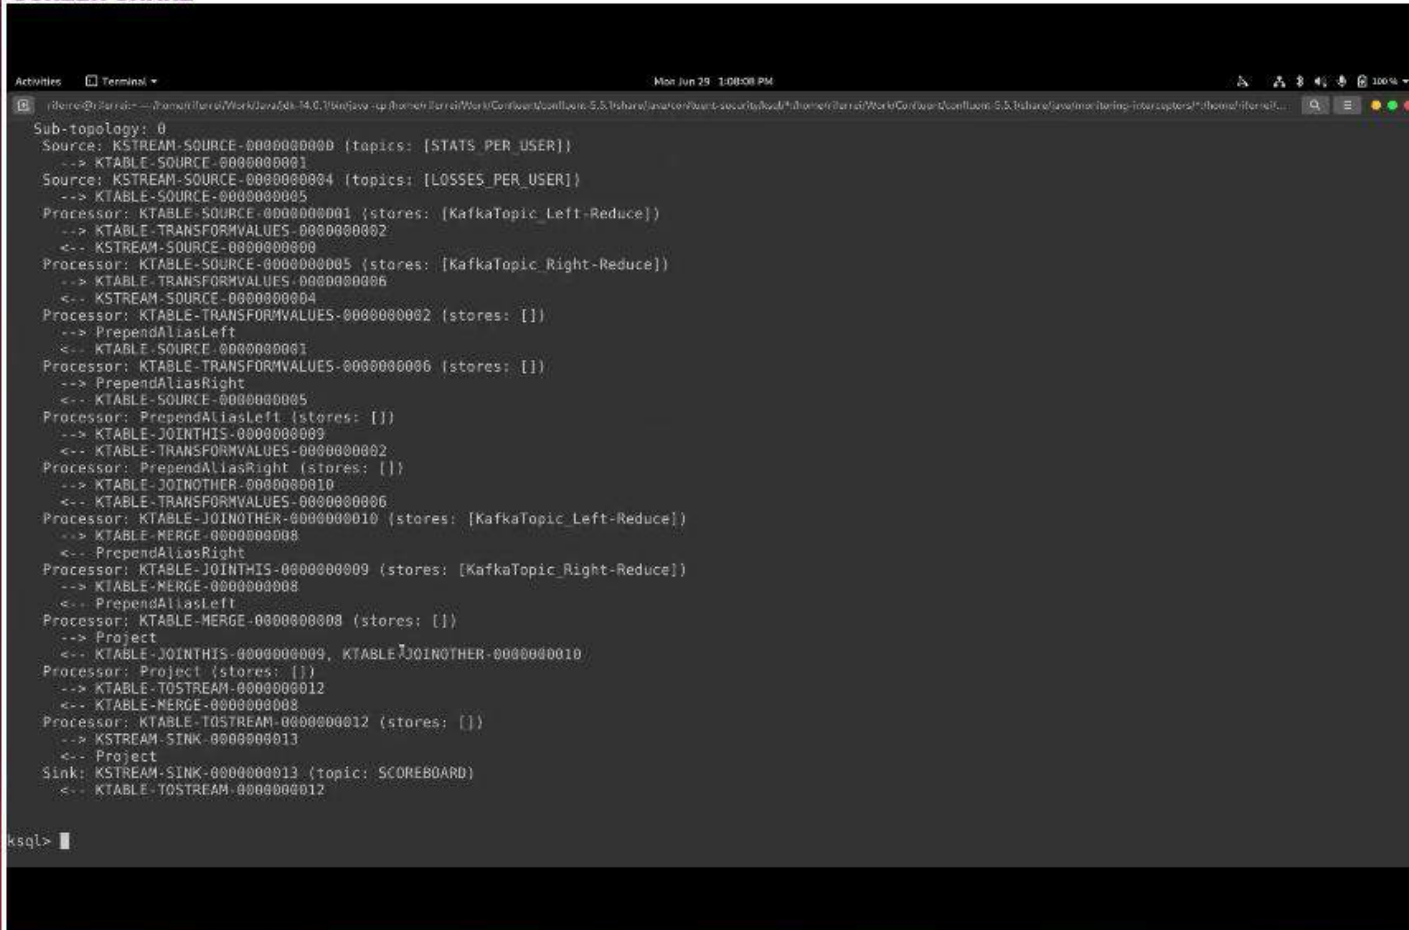 Activities Terminal Mon Jun 29 1:08:08 PM 100 %
Sub-topology: 0
Source: KSTREAM-SOURCE-0000000000 (topics: [STATS_PER_USER])
--> KTABLE-SOURCE-0000000001
Source: KSTREAM-SOURCE-0000000004 (topics: [LOSSES_PER_USER])
--> KTABLE-SOURCE-0000000005
Processor: KTABLE-SOURCE-0000000001 (stores: [KafkaTopic_Left-Reduce])
--> KTABLE-TRANSFORMVALUES-0000000002
<-- KSTREAM-SOURCE-0000000000
Processor: KTABLE-SOURCE-0000000005 (stores: [KafkaTopic_Right-Reduce])
--> KTABLE-TRANSFORMVALUES-0000000006
<-- KSTREAM-SOURCE-0000000004
Processor: KTABLE-TRANSFORMVALUES-0000000002 (stores: [])
--> PrependAliasLeft
<-- KTABLE-SOURCE-0000000001
Processor: KTABLE-TRANSFORMVALUES-0000000006 (stores: [])
--> PrependAliasRight
<-- KTABLE-SOURCE-0000000005
Processor: PrependAliasLeft (stores: [])
--> KTABLE-JOINTHIS-0000000009
<-- KTABLE-TRANSFORMVALUES-0000000002
Processor: PrependAliasRight (stores: [])
--> KTABLE-JOINOTHER-0000000010
<-- KTABLE-TRANSFORMVALUES-0000000006
Processor: KTABLE-JOINOTHER-0000000010 (stores: [KafkaTopic_Left-Reduce])
--> KTABLE-MERGE-0000000008
<-- PrependAliasRight
Processor: KTABLE-JOINTHIS-0000000009 (stores: [KafkaTopic_Right-Reduce])
--> KTABLE-MERGE-0000000008
<-- PrependAliasLeft
Processor: KTABLE-MERGE-0000000008 (stores: [])
--> Project
<-- KTABLE-JOINTHIS-0000000009, KTABLE-JOINOTHER-0000000010
Processor: Project (stores: [])
--> KTABLE-TOSTREAM-0000000012
<-- KTABLE-MERGE-0000000008
Processor: KTABLE-TOSTREAM-0000000012 (stores: [])
--> KSTREAM-SINK-0000000013
<-- Project
Sink: KSTREAM-SINK-0000000013 (topic: SCOREBOARD)
<-- KTABLE-TOSTREAM-0000000012
ksql>